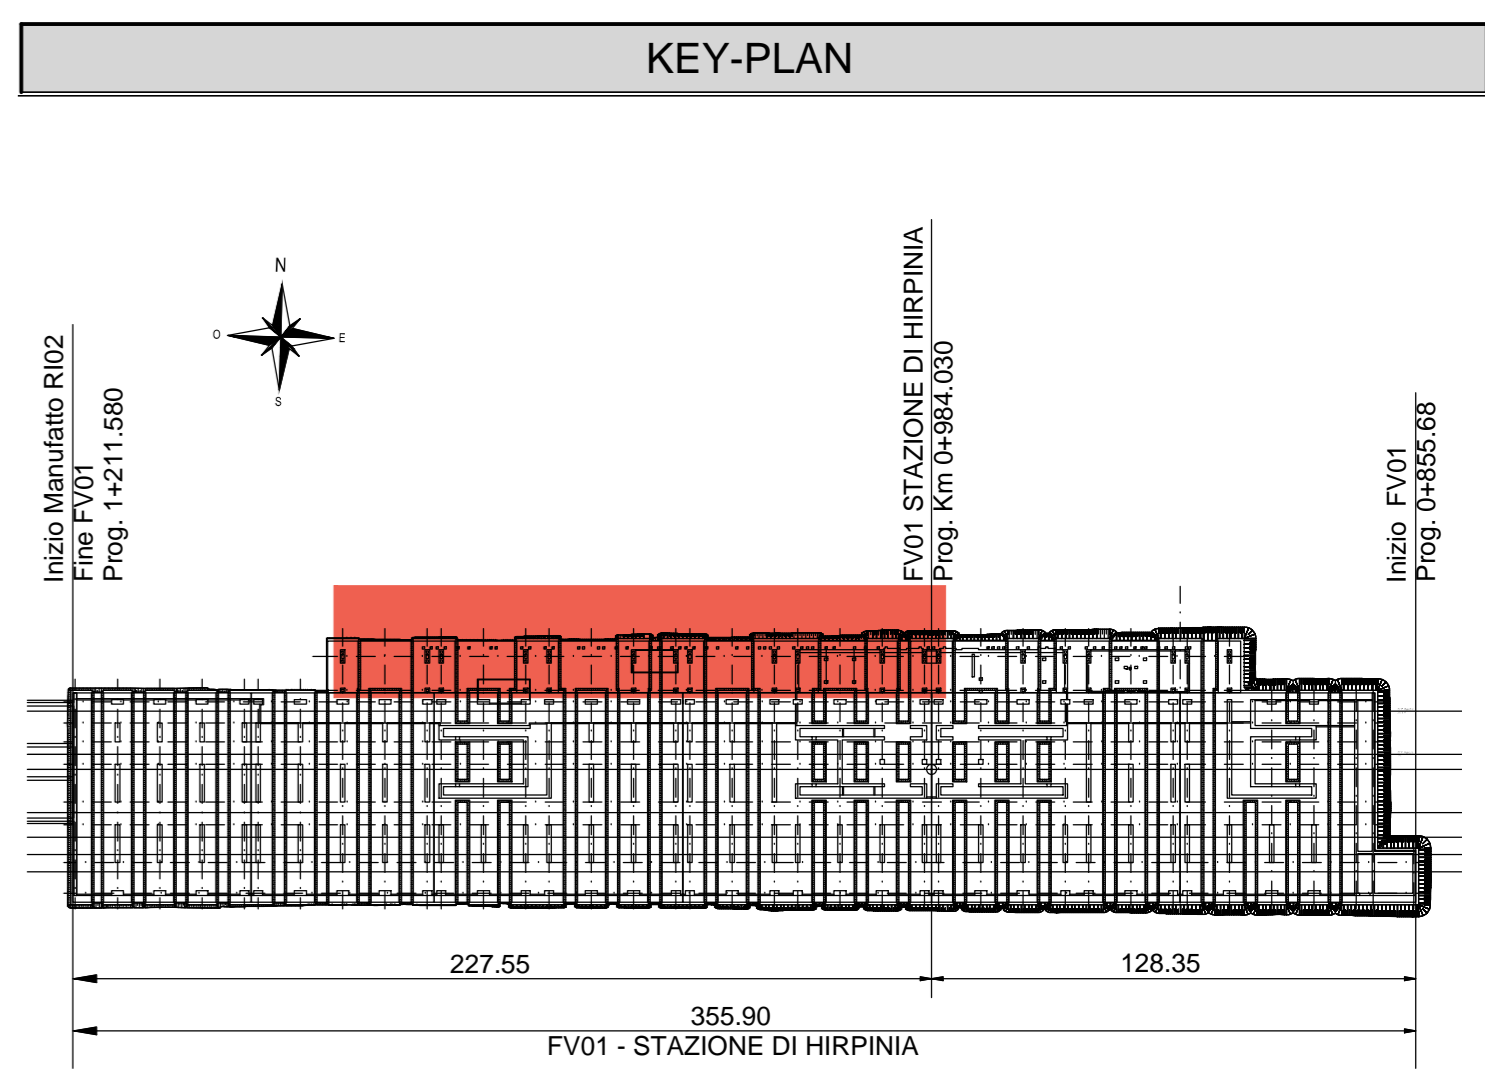 KEY-PLAN
N
O
E
S
Inizio Manufatto RI02
Fine FV01
Prog. 1+211.580
FV01 STAZIONE DI HIRPINIA
Prog. Km 0+984.030
Inizio FV01
Prog. 0+855.68
227.55
128.35
355.90
FV01 - STAZIONE DI HIRPINIA